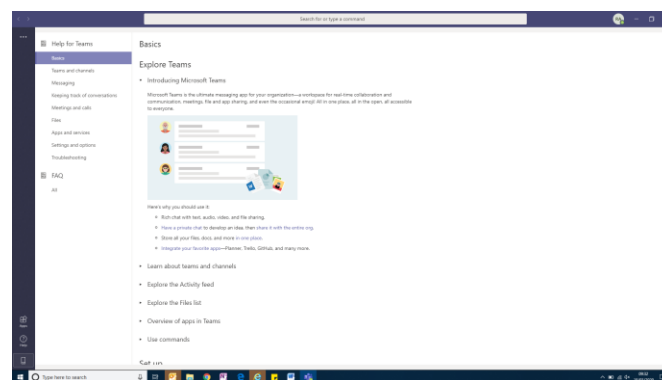 Search for or type a command
Help for Teams
Basics
Teams and channels
Messaging
Keeping track of conversations
Meetings and calls
Files
Apps and services
Settings and options
Troubleshooting
FAQ
All
Basics
Explore Teams
Introducing Microsoft Teams
Microsoft Teams is the ultimate messaging app for your organization—a workspace for real-time collaboration and
communication, meetings, file and app sharing, and even the occasional emoji! All in one place, all in the open, all accessible
to everyone.
Here's why you should use it:
Rich chat with text, audio, video, and file sharing.
Have a private chat to develop an idea, then share it with the entire org.
Store all your files, docs, and more in one place.
Integrate your favorite apps—Planner, Trello, GitHub, and many more.
Learn about teams and channels
Explore the Activity feed
Explore the Files list
Overview of apps in Teams
Use commands
Set up
Type here to search